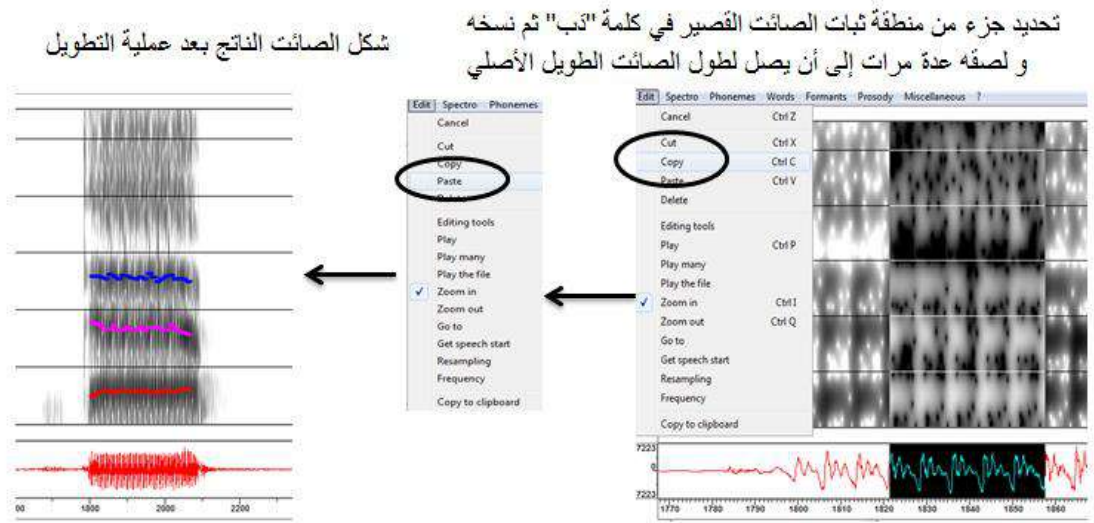 تحديد جزء من منطقة ثبات الصائت القصير في كلمة "ذب" ثم نسخه
و لصقه عدة مرات إلى أن يصل لطول الصائت الطويل الأصلي
شكل الصائت الناتج بعد عملية التطويل
Edit Spectro Phonemes Words Formants Prosody Miscellaneous ?
Cancel Ctrl Z
Cut Ctrl X
Copy Ctrl C
Paste Ctrl V
Delete
Editing tools
Play Ctrl P
Play many
Play the file
Zoom in Ctrl I
Zoom out Ctrl Q
Go to
Get speech start
Resampling
Frequency
Copy to clipboard
7223
0
7223
1770 1780 1790 1800 1810 1820 1830 1840 1850 1860
Edit Spectro Phonemes
Cancel
Cut
Copy
Paste
Delete
Editing tools
Play
Play many
Play the file
Zoom in
Zoom out
Go to
Get speech start
Resampling
Frequency
Copy to clipboard
1800 2000 2200